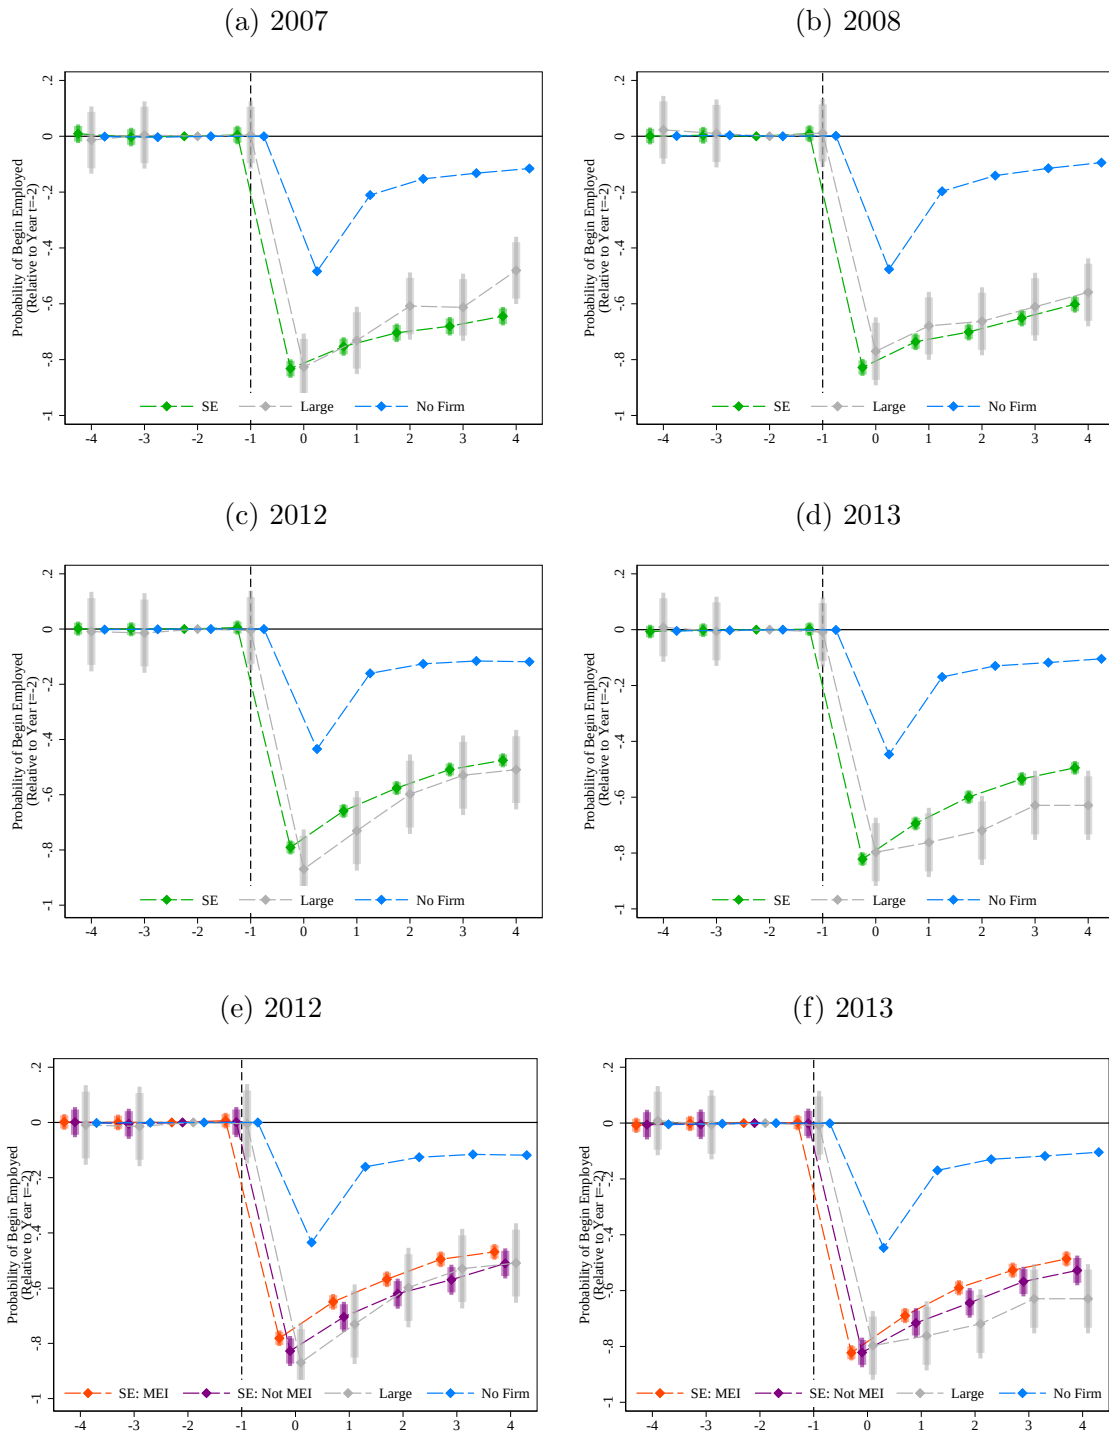 (a) 2007
Probability of Begin Employed
(Relative to Year t=-2)
.2
0
-.2
-.4
-.6
-.8
-1
SE
Large
No Firm
-4 -3 -2 -1 0 1 2 3 4
(b) 2008
Probability of Begin Employed
(Relative to Year t=-2)
.2
0
-.2
-.4
-.6
-.8
-1
SE
Large
No Firm
-4 -3 -2 -1 0 1 2 3 4
(c) 2012
Probability of Begin Employed
(Relative to Year t=-2)
.2
0
-.2
-.4
-.6
-.8
-1
SE
Large
No Firm
-4 -3 -2 -1 0 1 2 3 4
(d) 2013
Probability of Begin Employed
(Relative to Year t=-2)
.2
0
-.2
-.4
-.6
-.8
-1
SE
Large
No Firm
-4 -3 -2 -1 0 1 2 3 4
(e) 2012
Probability of Begin Employed
(Relative to Year t=-2)
.2
0
-.2
-.4
-.6
-.8
-1
SE: MEI
SE: Not MEI
Large
No Firm
-4 -3 -2 -1 0 1 2 3 4
(f) 2013
Probability of Begin Employed
(Relative to Year t=-2)
.2
0
-.2
-.4
-.6
-.8
-1
SE: MEI
SE: Not MEI
Large
No Firm
-4 -3 -2 -1 0 1 2 3 4